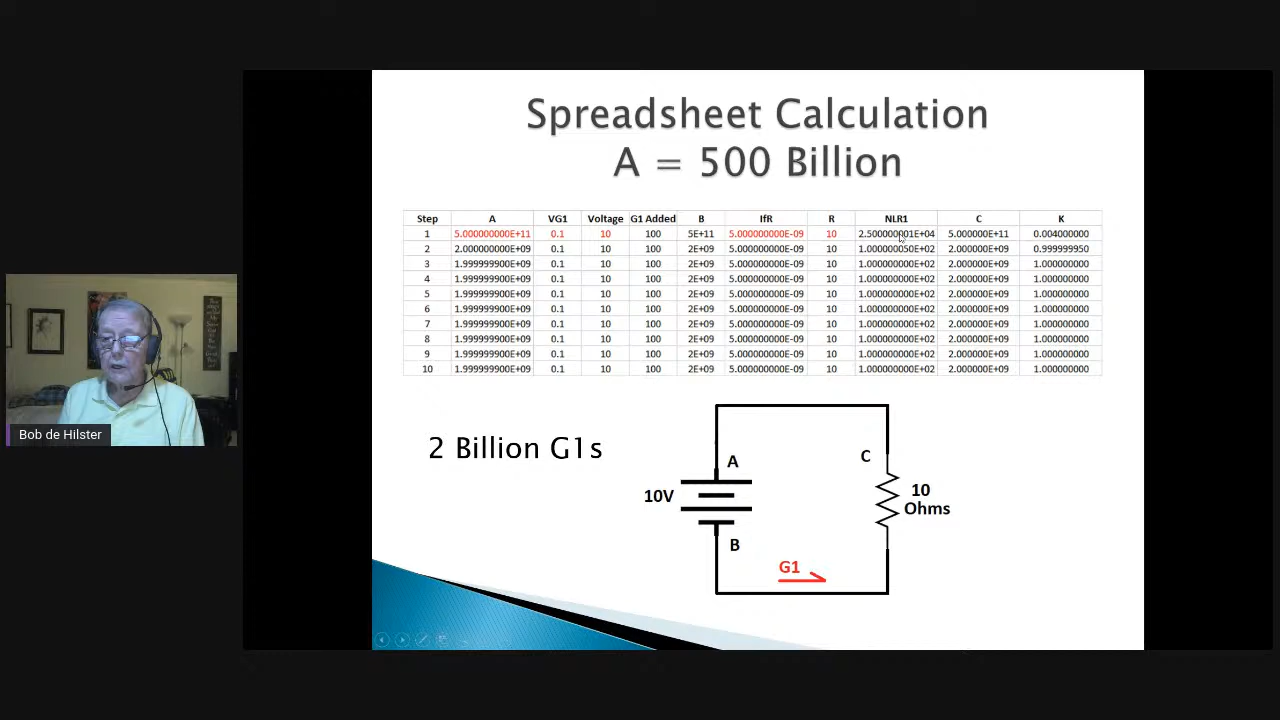 Spreadsheet Calculation
A = 500 Billion
Step A VG1 Voltage G1 Added B IfR R NLR1 C K
1 5.000000000E+11 0.1 10 100 5E+11 5.000000000E-09 10 2.500000001E+04 5.000000E+11 0.004000000
2 2.000000000E+09 0.1 10 100 2E+09 5.000000000E-09 10 1.000000050E+02 2.000000E+09 0.999999950
3 1.999999900E+09 0.1 10 100 2E+09 5.000000000E-09 10 1.000000000E+02 2.000000E+09 1.000000000
4 1.999999900E+09 0.1 10 100 2E+09 5.000000000E-09 10 1.000000000E+02 2.000000E+09 1.000000000
5 1.999999900E+09 0.1 10 100 2E+09 5.000000000E-09 10 1.000000000E+02 2.000000E+09 1.000000000
6 1.999999900E+09 0.1 10 100 2E+09 5.000000000E-09 10 1.000000000E+02 2.000000E+09 1.000000000
7 1.999999900E+09 0.1 10 100 2E+09 5.000000000E-09 10 1.000000000E+02 2.000000E+09 1.000000000
8 1.999999900E+09 0.1 10 100 2E+09 5.000000000E-09 10 1.000000000E+02 2.000000E+09 1.000000000
9 1.999999900E+09 0.1 10 100 2E+09 5.000000000E-09 10 1.000000000E+02 2.000000E+09 1.000000000
10 1.999999900E+09 0.1 10 100 2E+09 5.000000000E-09 10 1.000000000E+02 2.000000E+09 1.000000000
2 Billion G1s
A
C
10V
10
Ohms
B
G1
Bob de Hilster